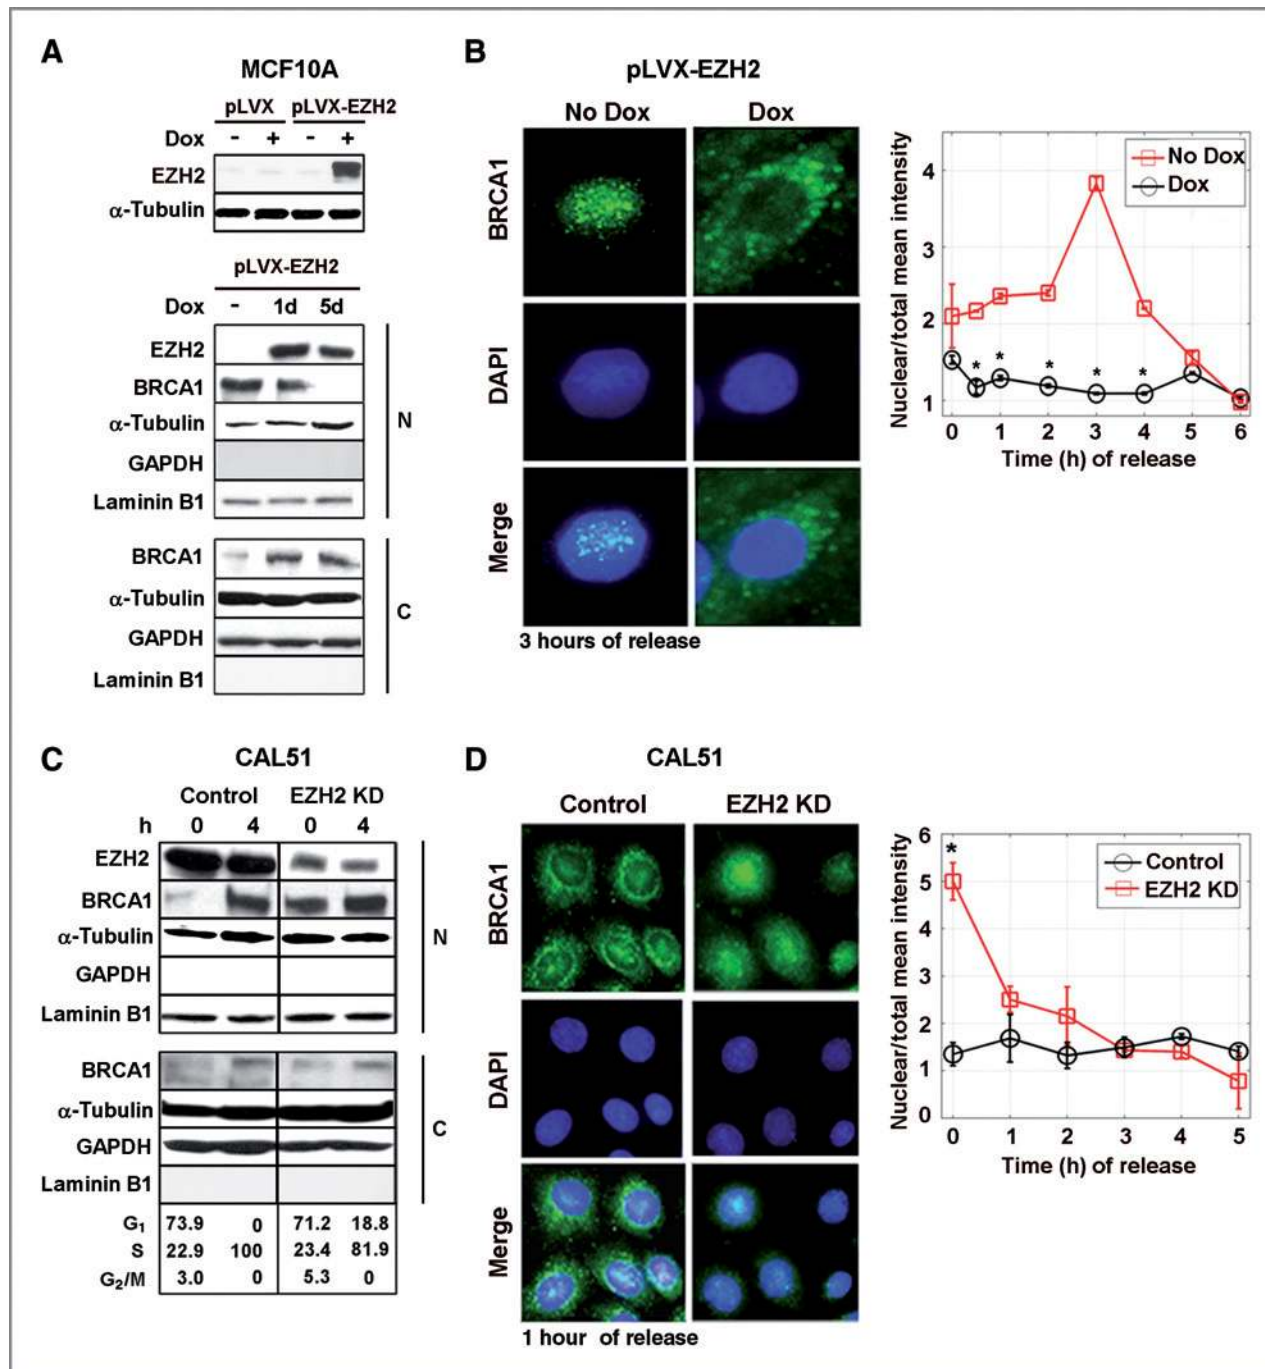 A
MCF10A
pLVX pLVX-EZH2
Dox - + - +
EZH2
α-Tubulin
pLVX-EZH2
Dox - 1d 5d
EZH2
BRCA1
α-Tubulin
GAPDH
Laminin B1
N
BRCA1
α-Tubulin
GAPDH
Laminin B1
C
B
pLVX-EZH2
No Dox Dox
BRCA1
DAPI
Merge
3 hours of release
Nuclear/total mean intensity
4
3
2
1
No Dox
Dox
* * * * *
0 1 2 3 4 5 6
Time (h) of release
C
CAL51
Control EZH2 KD
h 0 4 0 4
EZH2
BRCA1
α-Tubulin
GAPDH
Laminin B1
N
BRCA1
α-Tubulin
GAPDH
Laminin B1
C
G1 73.9 0 71.2 18.8
S 22.9 100 23.4 81.9
G2/M 3.0 0 5.3 0
D
CAL51
Control EZH2 KD
BRCA1
DAPI
Merge
1 hour of release
Nuclear/total mean intensity
6
5
4
3
2
1
0
*
Control
EZH2 KD
0 1 2 3 4 5
Time (h) of release